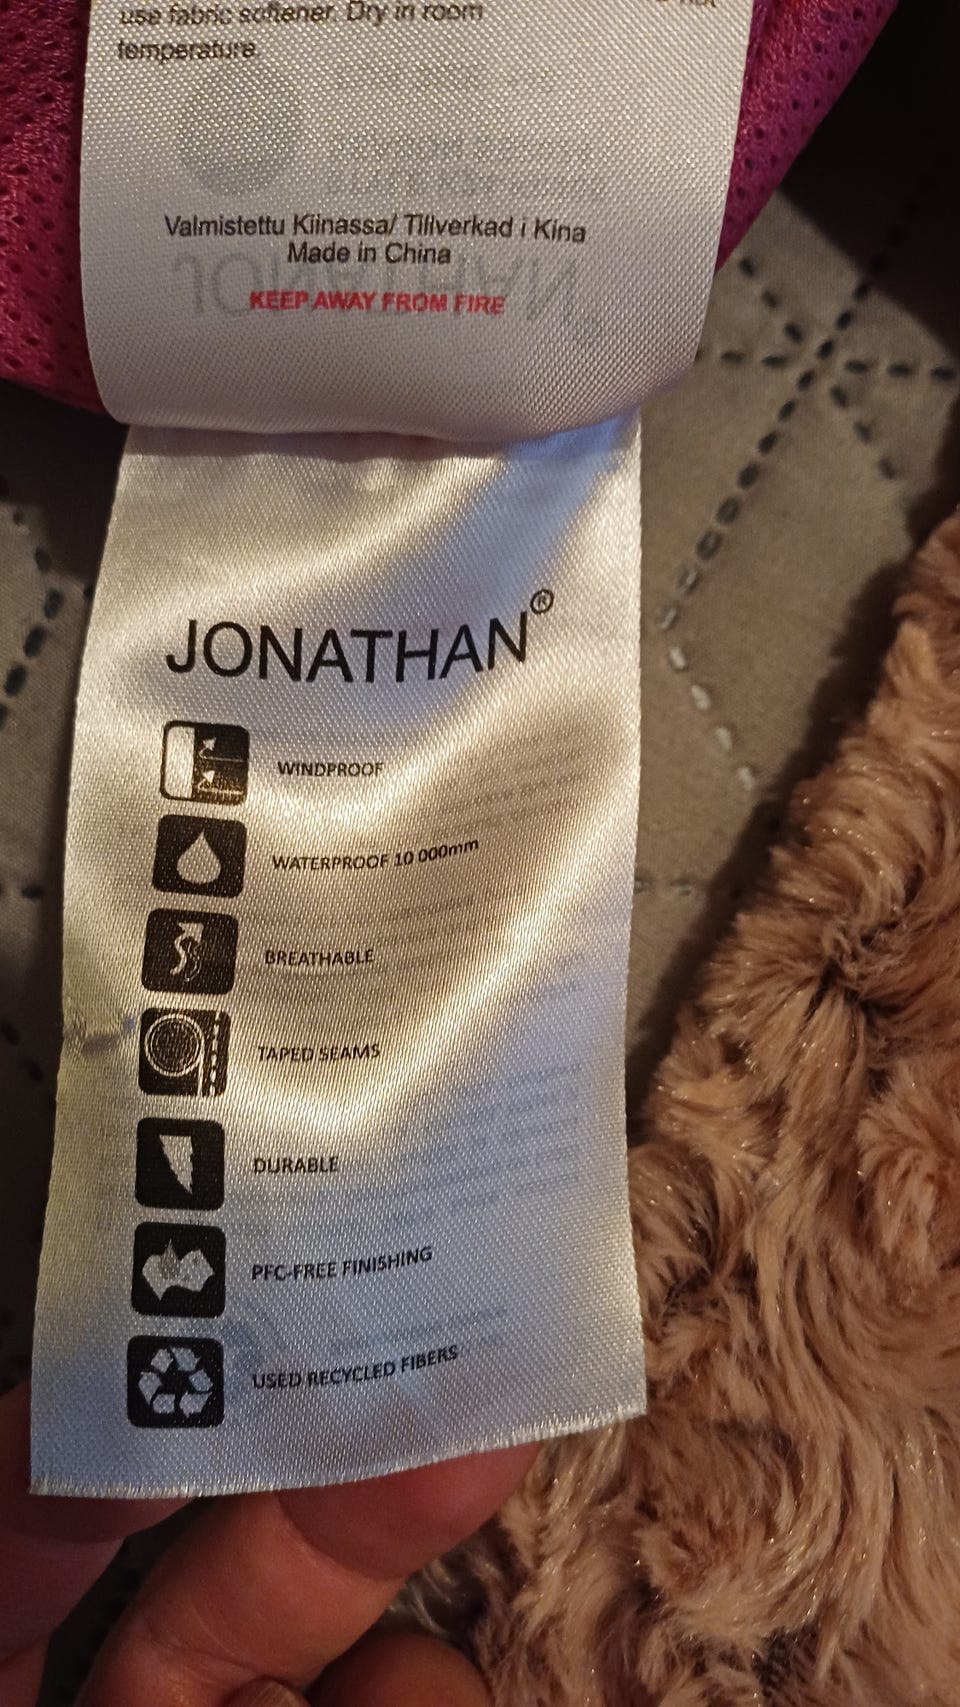 use fabric softener. Dry in room
temperature.
Valmistettu Kiinassa/ Tillverkad i Kina
Made in China
KEEP AWAY FROM FIRE
JONATHAN®
WINDPROOF
WATERPROOF 10 000mm
BREATHABLE
TAPED SEAMS
DURABLE
PFC-FREE FINISHING
USED RECYCLED FIBERS